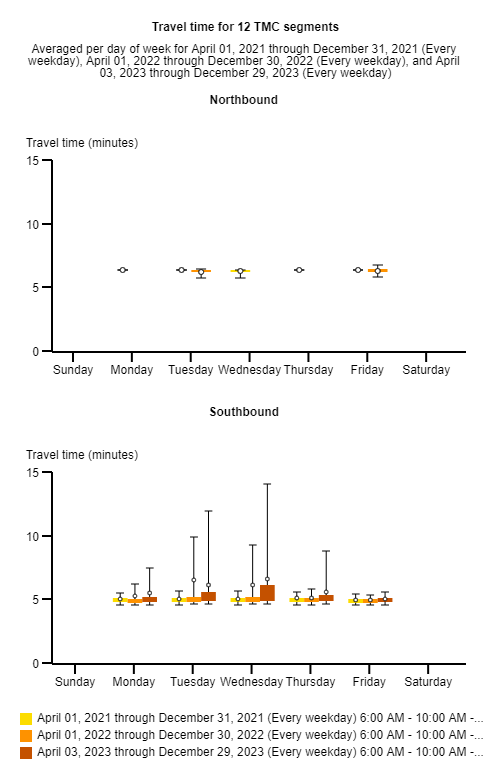 Travel time for 12 TMC segments
Averaged per day of week for April 01, 2021 through December 31, 2021 (Every
weekday), April 01, 2022 through December 30, 2022 (Every weekday), and April
03, 2023 through December 29, 2023 (Every weekday)
Northbound
Travel time (minutes)
15
10
5
0
Sunday Monday Tuesday Wednesday Thursday Friday Saturday
Southbound
Travel time (minutes)
15
10
5
0
Sunday Monday Tuesday Wednesday Thursday Friday Saturday
April 01, 2021 through December 31, 2021 (Every weekday) 6:00 AM - 10:00 AM -...
April 01, 2022 through December 30, 2022 (Every weekday) 6:00 AM - 10:00 AM -...
April 03, 2023 through December 29, 2023 (Every weekday) 6:00 AM - 10:00 AM -...